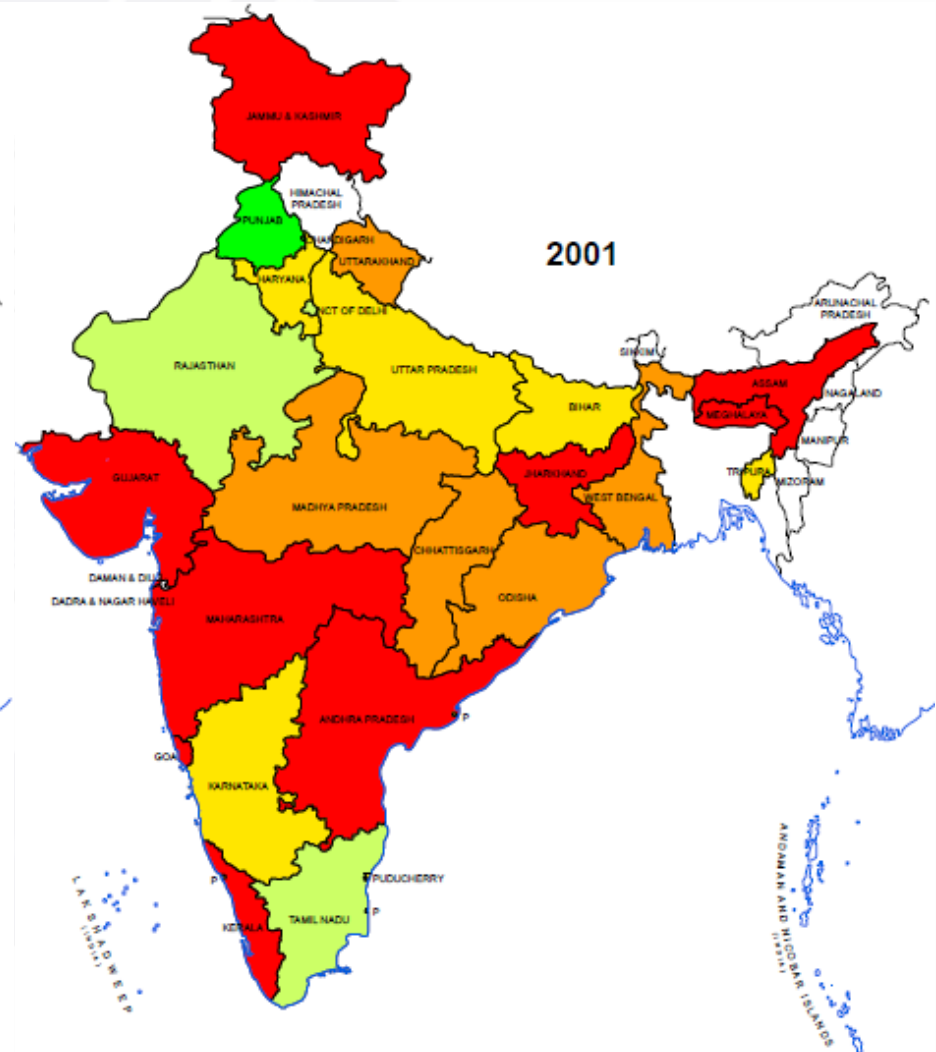 JAMMU & KASHMIR
HIMACHAL
PRADESH
PUNJAB
CHANDIGARH
UTTARAKHAND
2001
HARYANA
NCT OF DELHI
ARUNACHAL
PRADESH
SIKKIM
RAJASTHAN
UTTAR PRADESH
ASSAM
NAGALAND
BIHAR
MEGHALAYA
MANIPUR
GUJARAT
JHARKHAND
TRIPURA
MIZORAM
WEST BENGAL
MADHYA PRADESH
CHHATTISGARH
DAMAN & DIU
ODISHA
DADRA & NAGAR HAVELI
MAHARASHTRA
ANDHRA PRADESH
P
GOA
KARNATAKA
P
PUDUCHERRY
P
TAMIL NADU
KERALA
LAKSHADWEEP
(INDIA)
ANDAMAN AND NICOBAR ISLANDS
(INDIA)